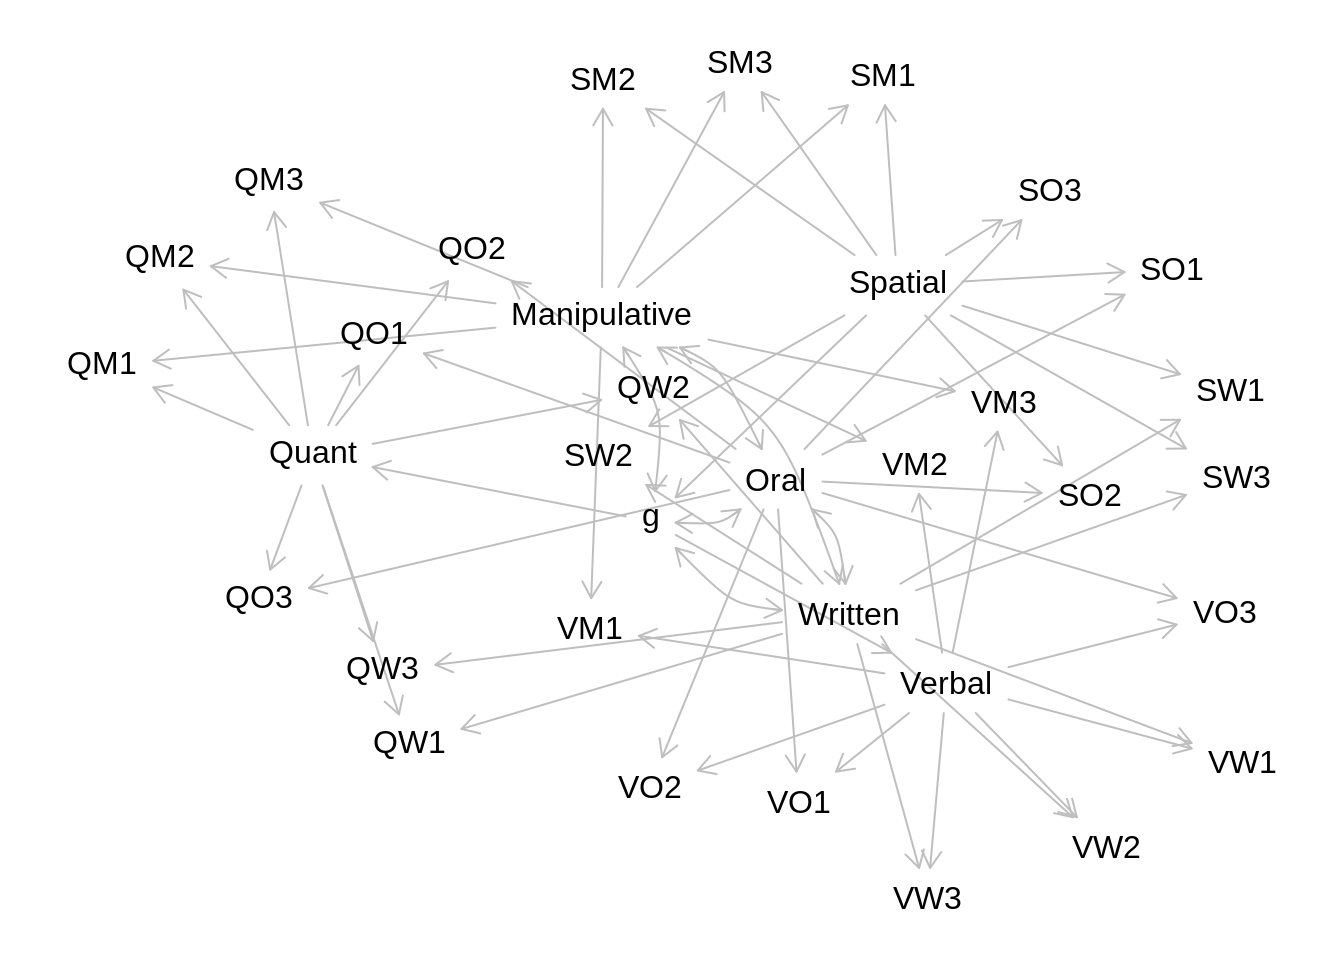 SM3
SM1
SM2
QM3
SO3
QO2
QM2
SO1
Spatial
Manipulative
QO1
QM1
QW2
SW1
VM3
Quant
SW2
VM2
SW3
Oral
SO2
g
QO3
VO3
Written
VM1
QW3
Verbal
QW1
VW1
VO2
VO1
VW2
VW3